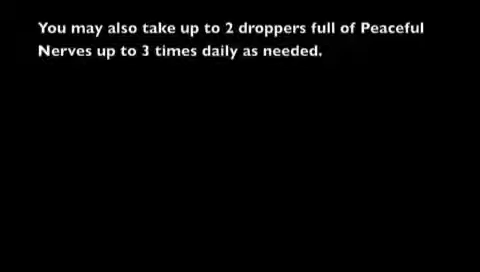 You may also take up to 2 droppers full of Peaceful
Nerves up to 3 times daily as needed.